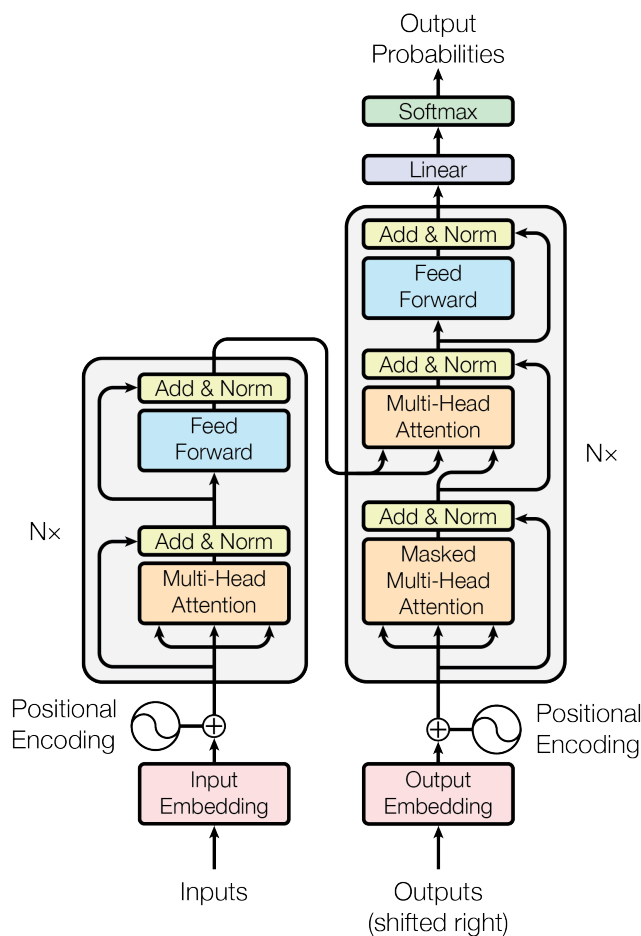 Output
Probabilities
Softmax
Linear
Add & Norm
Feed
Forward
Add & Norm
Multi-Head
Attention
Add & Norm
Masked
Multi-Head
Attention
N×
Add & Norm
Feed
Forward
Add & Norm
Multi-Head
Attention
N×
Positional
Encoding
Positional
Encoding
Input
Embedding
Output
Embedding
Inputs
Outputs
(shifted right)